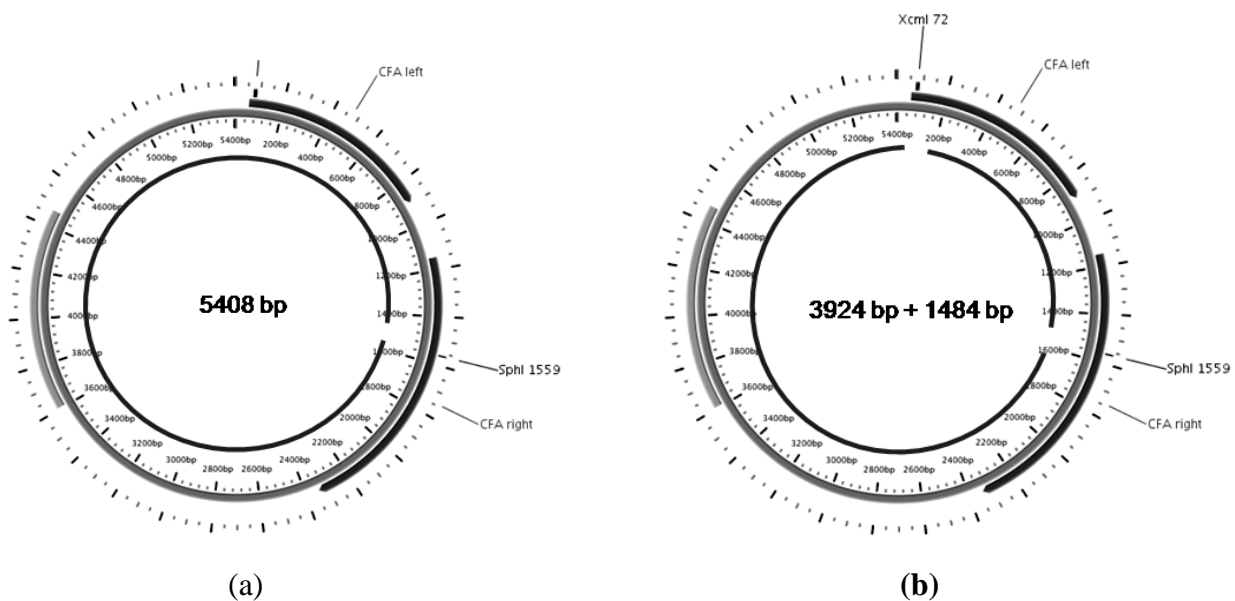 CFA left
5400bp
200bp
400bp
600bp
800bp
1000bp
1200bp
1400bp
1600bp
1800bp
2000bp
2200bp
2400bp
2600bp
2800bp
3000bp
3200bp
3400bp
3600bp
3800bp
4000bp
4200bp
4400bp
4600bp
4800bp
5000bp
5200bp
5408 bp
SphI 1559
CFA right
(a)
XcmI 72
CFA left
5400bp
200bp
400bp
600bp
800bp
1000bp
1200bp
1400bp
1600bp
1800bp
2000bp
2200bp
2400bp
2600bp
2800bp
3000bp
3200bp
3400bp
3600bp
3800bp
4000bp
4200bp
4400bp
4600bp
4800bp
5000bp
5200bp
3924 bp + 1484 bp
SphI 1559
CFA right
(b)